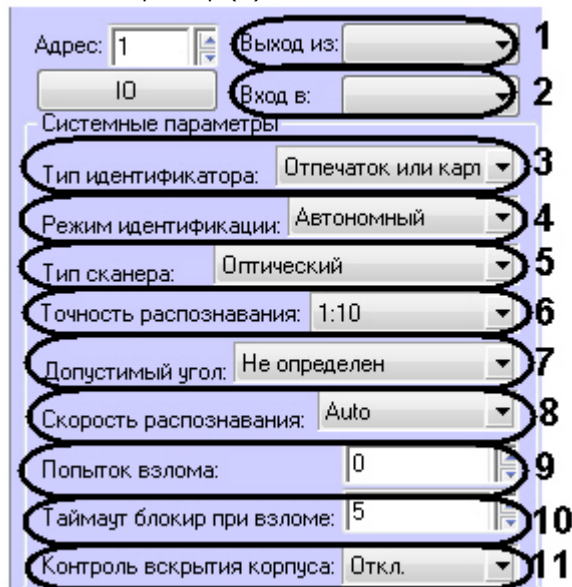 Адрес: 1 Выход из: 1
IO Вход в: 2
Системные параметры
Тип идентификатора: Отпечаток или карт 3
Режим идентификации: Автономный 4
Тип сканера: Оптический 5
Точность распознавания: 1:10 6
Допустимый угол: Не определен 7
Скорость распознавания: Auto 8
Попыток взлома: 0 9
Таймаут блокир при взломе: 5 10
Контроль вскрытия корпуса: Откл. 11